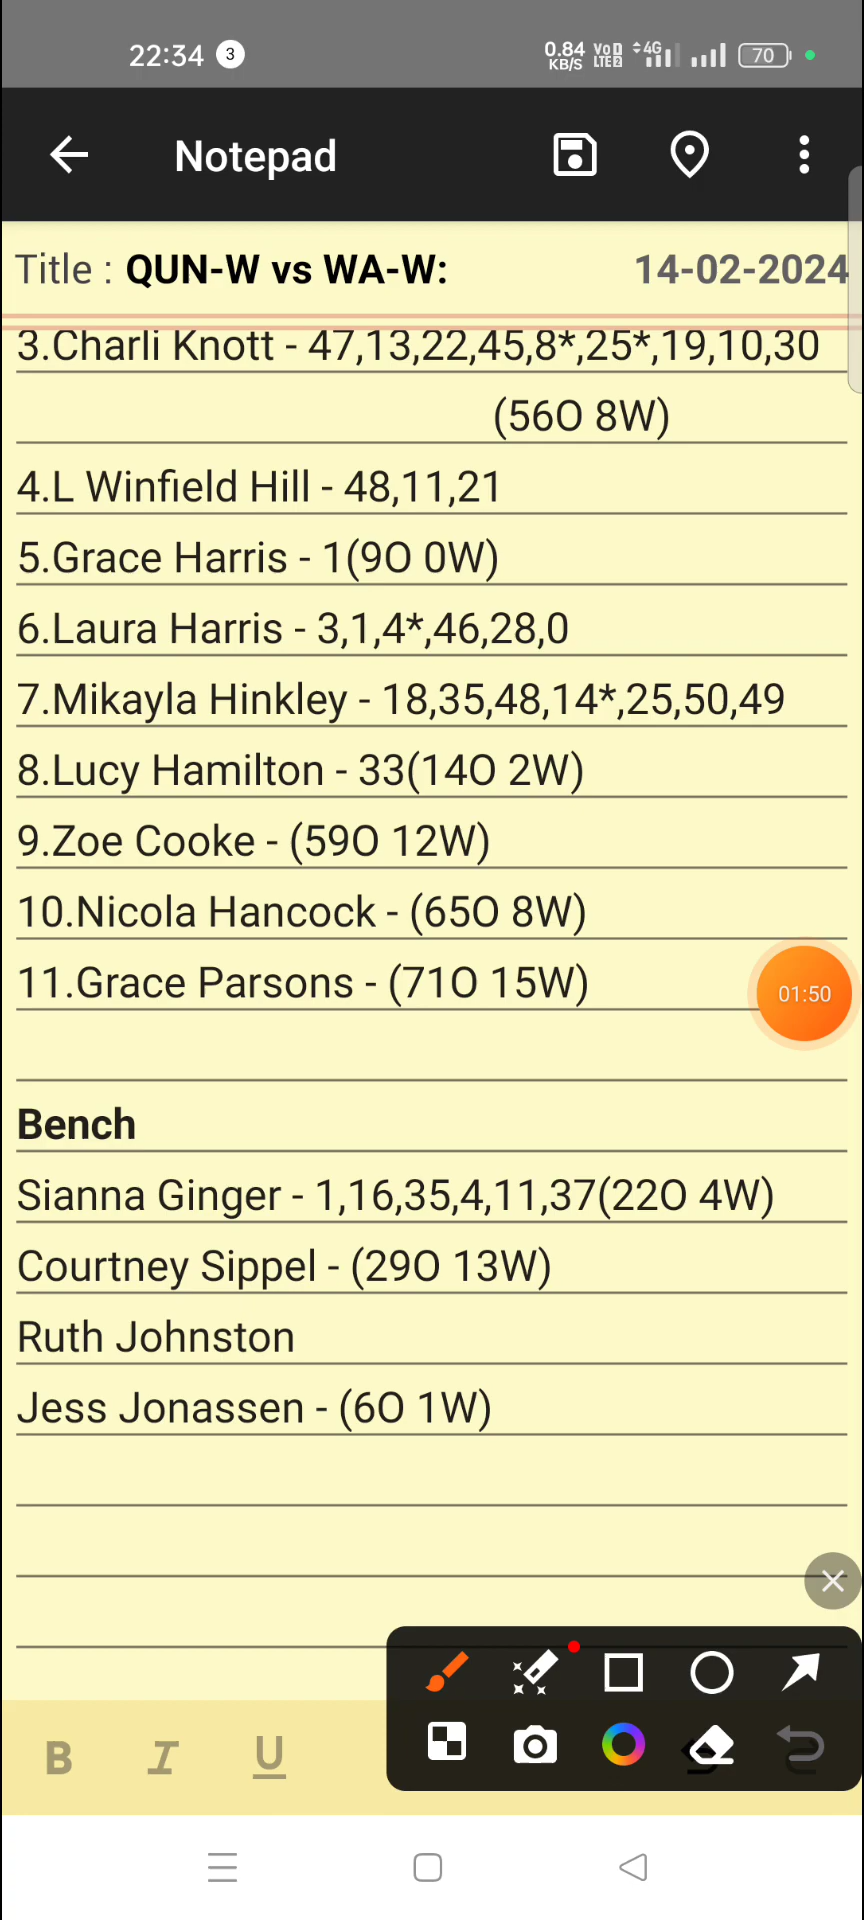 22:34 3 0.84 KB/S Vo LTE 2 4G 70
Notepad
Title : QUN-W vs WA-W: 14-02-2024
3.Charli Knott - 47,13,22,45,8*,25*,19,10,30
(56O 8W)
4.L Winfield Hill - 48,11,21
5.Grace Harris - 1(9O 0W)
6.Laura Harris - 3,1,4*,46,28,0
7.Mikayla Hinkley - 18,35,48,14*,25,50,49
8.Lucy Hamilton - 33(14O 2W)
9.Zoe Cooke - (59O 12W)
10.Nicola Hancock - (65O 8W)
11.Grace Parsons - (71O 15W)
01:50
Bench
Sianna Ginger - 1,16,35,4,11,37(22O 4W)
Courtney Sippel - (29O 13W)
Ruth Johnston
Jess Jonassen - (6O 1W)
B I U